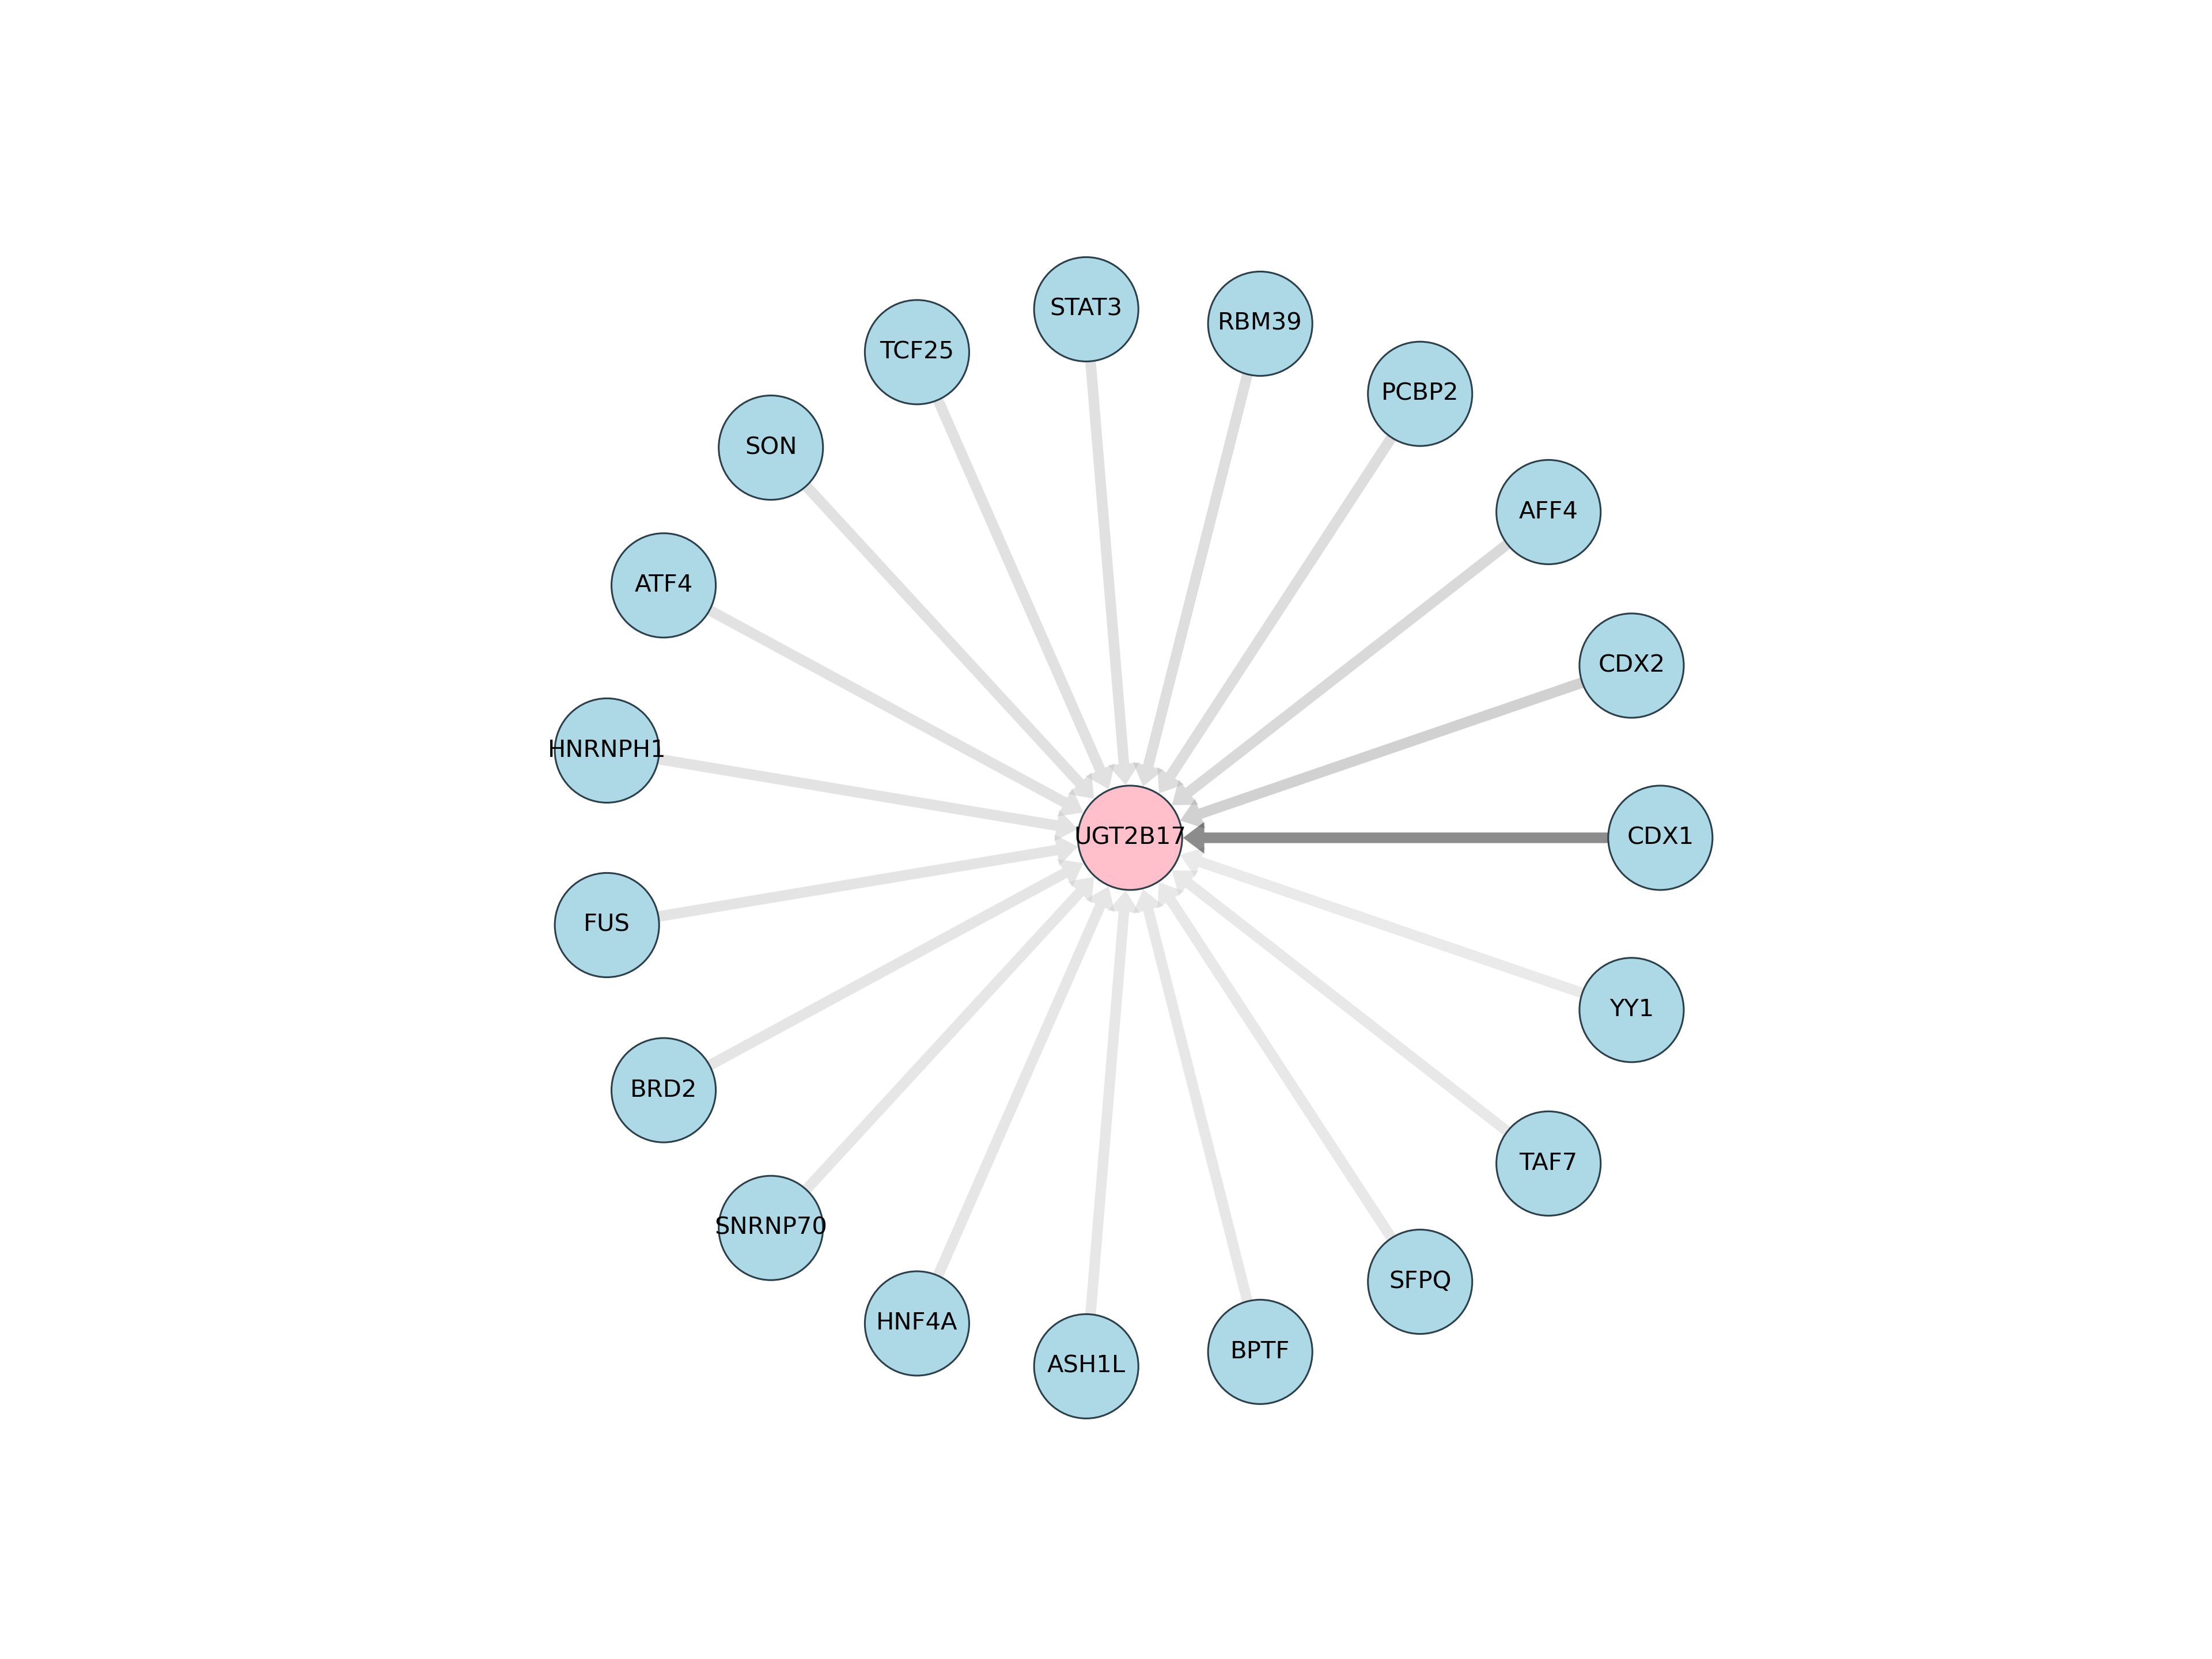 STAT3
RBM39
TCF25
PCBP2
SON
AFF4
ATF4
CDX2
HNRNPH1
UGT2B17
CDX1
FUS
YY1
BRD2
TAF7
SNRNP70
SFPQ
HNF4A
BPTF
ASH1L